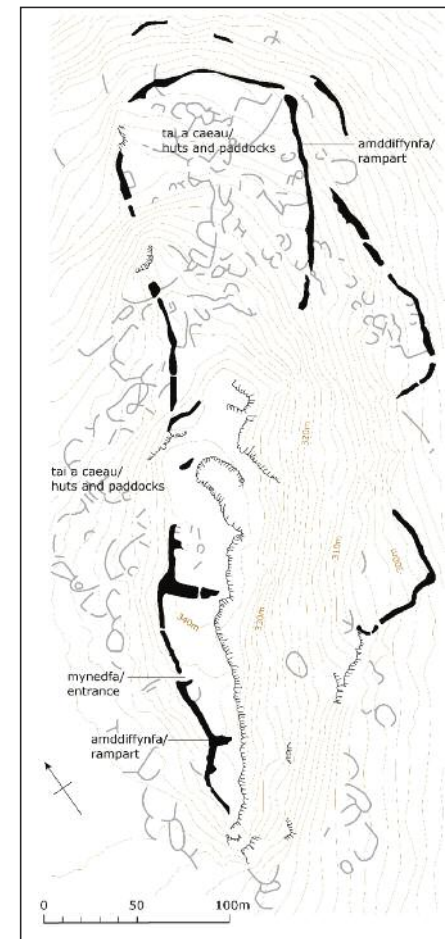 tai a caeau/
huts and paddocks
amddiffynfa/
rampart
320m
tai a caeau/
huts and paddocks
310m
300m
340m
330m
mynedfa/
entrance
amddiffynfa/
rampart
0 50 100m